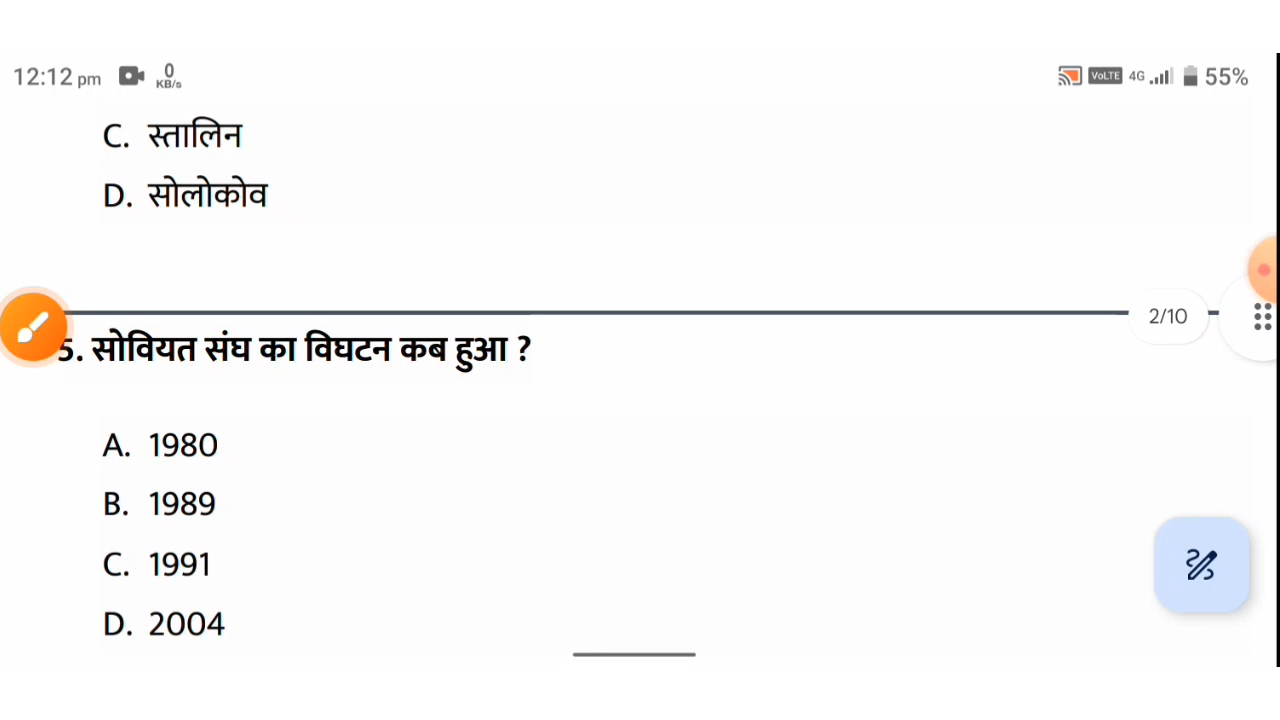 12:12 pm 0 KB/s VoLTE 4G 55%
C. स्तालिन
D. सोलोकोव
2/10
5. सोवियत संघ का विघटन कब हुआ ?
A. 1980
B. 1989
C. 1991
D. 2004